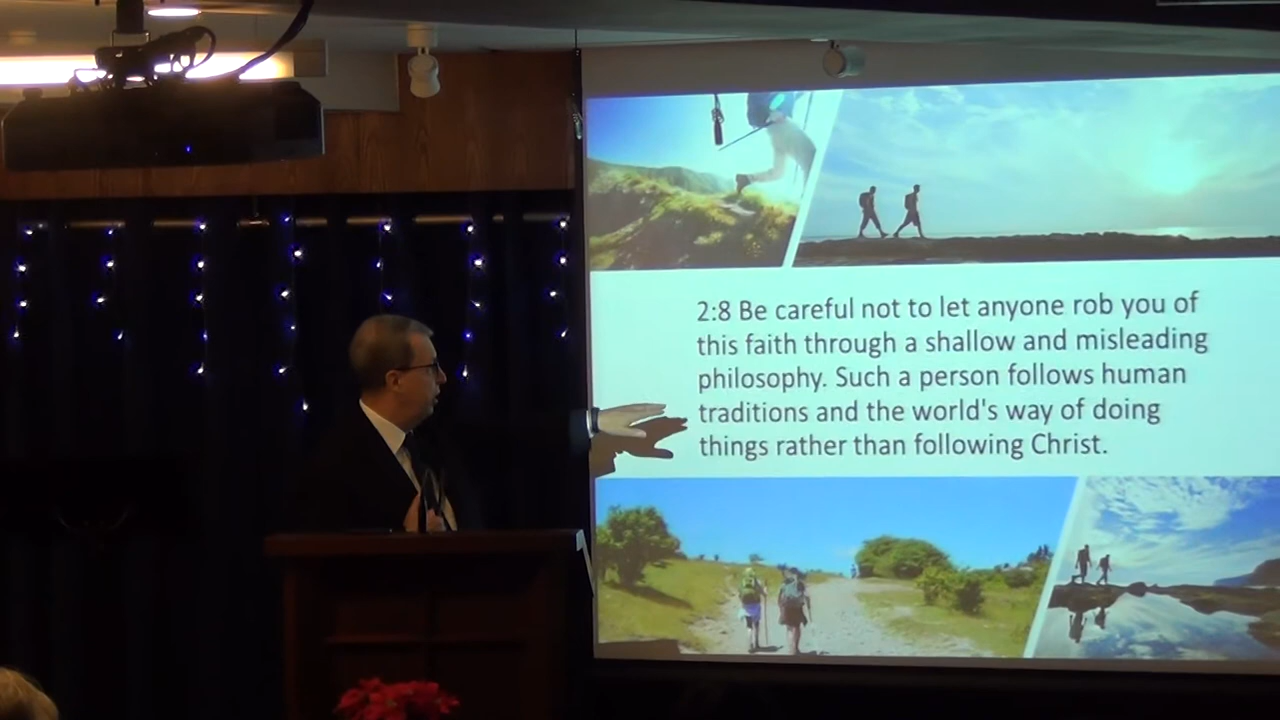 2:8 Be careful not to let anyone rob you of
this faith through a shallow and misleading
philosophy. Such a person follows human
traditions and the world's way of doing
things rather than following Christ.